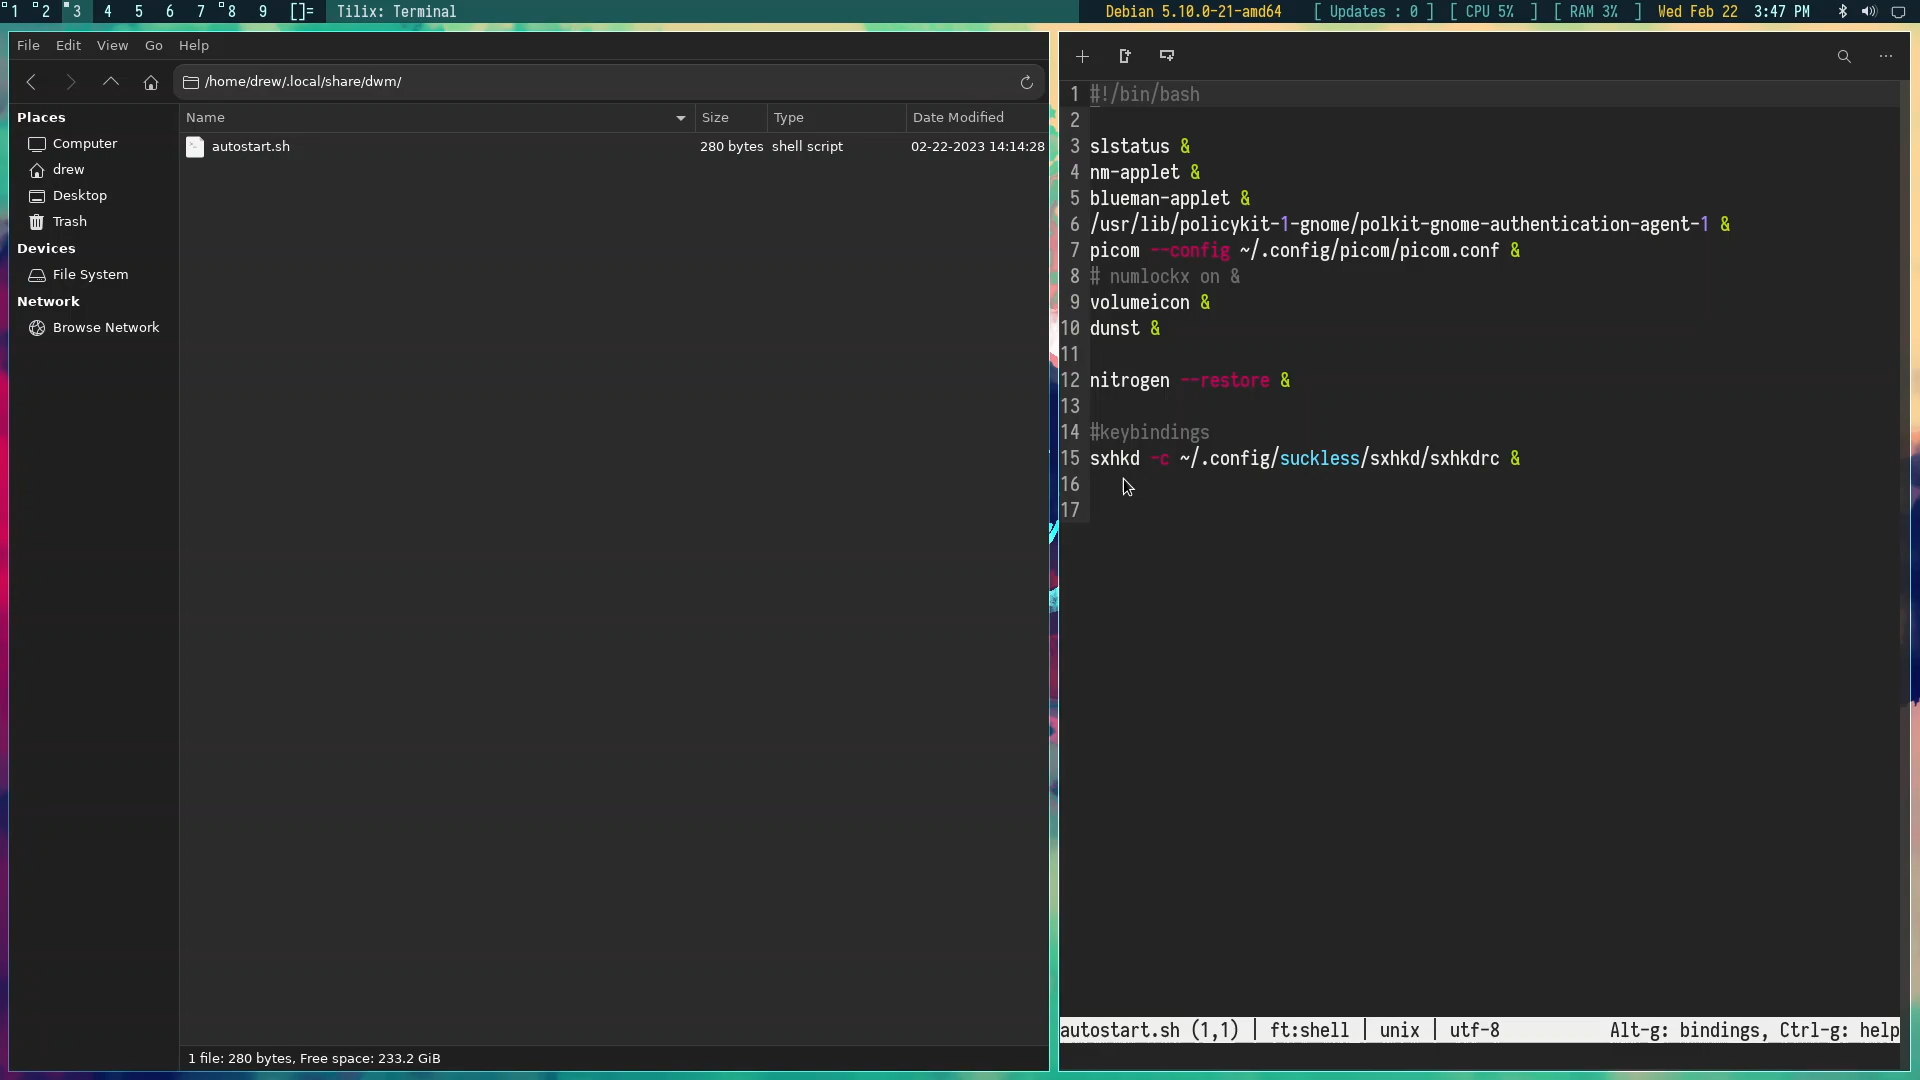 1 2 3 4 5 6 7 8 9 []= Tilix: Terminal Debian 5.10.0-21-amd64 [ Updates : 0 ] [ CPU 5% ] [ RAM 3% ] Wed Feb 22 3:47 PM
File Edit View Go Help
/home/drew/.local/share/dwm/
Places
Computer
drew
Desktop
Trash
Devices
File System
Network
Browse Network
Name Size Type Date Modified
autostart.sh 280 bytes shell script 02-22-2023 14:14:28
1 file: 280 bytes, Free space: 233.2 GiB
1 #!/bin/bash
2
3 slstatus &
4 nm-applet &
5 blueman-applet &
6 /usr/lib/policykit-1-gnome/polkit-gnome-authentication-agent-1 &
7 picom --config ~/.config/picom/picom.conf &
8 # numlockx on &
9 volumeicon &
10 dunst &
11
12 nitrogen --restore &
13
14 #keybindings
15 sxhkd -c ~/.config/suckless/sxhkd/sxhkdrc &
16
17
autostart.sh (1,1) | ft:shell | unix | utf-8 Alt-g: bindings, Ctrl-g: help